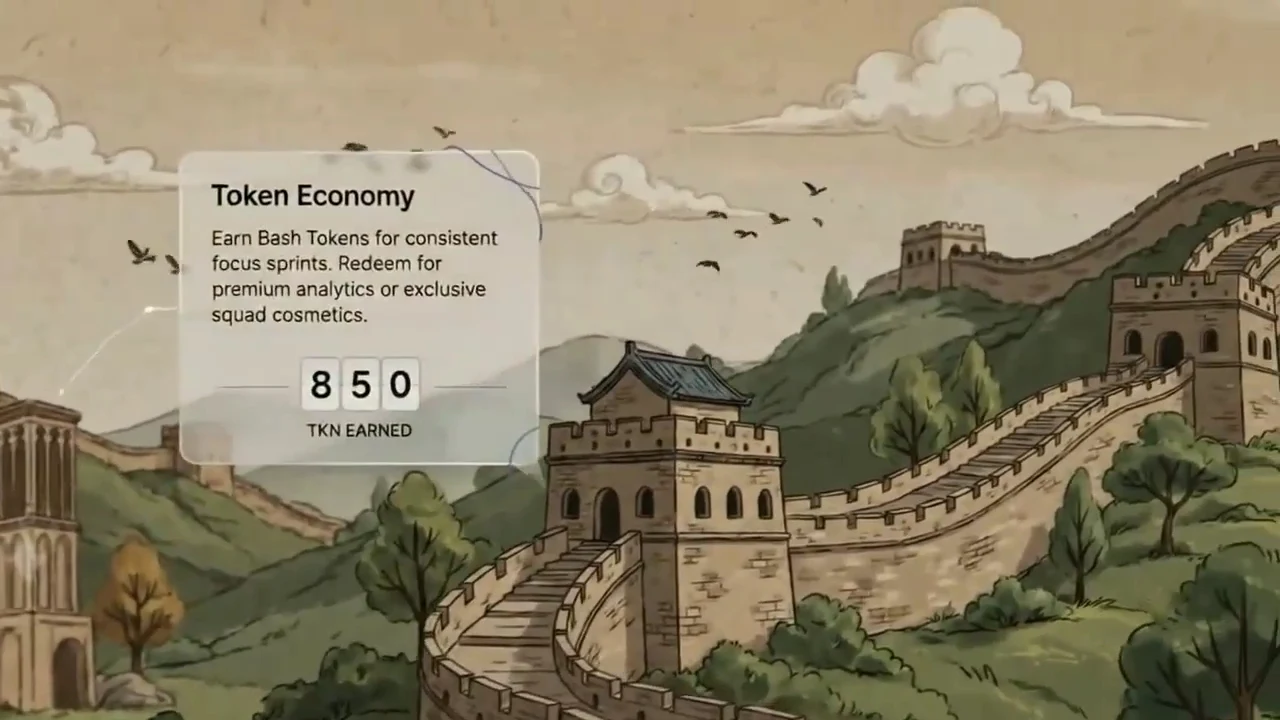 Token Economy
Earn Bash Tokens for consistent
focus sprints. Redeem for
premium analytics or exclusive
squad cosmetics.
850
TKN EARNED